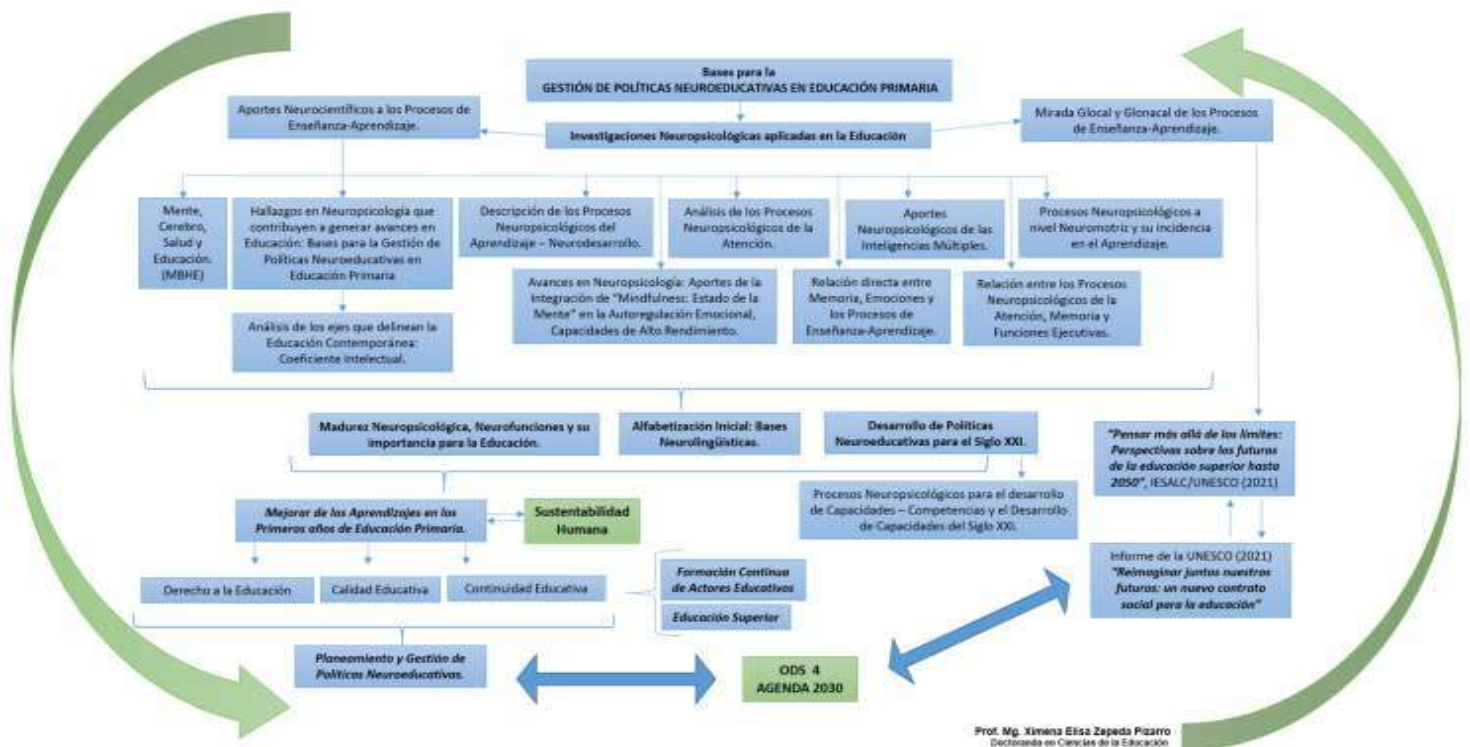 Bases para la
GESTIÓN DE POLÍTICAS NEUROEDUCATIVAS EN EDUCACIÓN PRIMARIA
Aportes Neurocientíficos a los Procesos de
Enseñanza-Aprendizaje.
Investigaciones Neuropsicológicas aplicadas en la Educación
Mirada Glocal y Glonacal de los Procesos
de Enseñanza-Aprendizaje.
Mente,
Cerebro,
Salud y
Educación.
(MBHE)
Hallazgos en Neuropsicología que
contribuyen a generar avances en
Educación: Bases para la Gestión de
Políticas Neuroeducativas en
Educación Primaria
Descripción de los Procesos
Neuropsicológicos del
Aprendizaje – Neurodesarrollo.
Análisis de los Procesos
Neuropsicológicos de la
Atención.
Aportes
Neuropsicológicos de las
Inteligencias Múltiples.
Procesos Neuropsicológicos a
nivel Neuromotriz y su incidencia
en el Aprendizaje.
Avances en Neuropsicología: Aportes de la
Integración de "Mindfulness: Estado de la
Mente" en la Autoregulación Emocional,
Capacidades de Alto Rendimiento.
Relación directa entre
Memoria, Emociones y
los Procesos de
Enseñanza-Aprendizaje.
Relación entre los Procesos
Neuropsicológicos de la
Atención, Memoria y
Funciones Ejecutivas.
Análisis de los ejes que delinean la
Educación Contemporánea:
Coeficiente Intelectual.
Madurez Neuropsicológica, Neurofunciones y su
importancia para la Educación.
Alfabetización Inicial: Bases
Neurolingüísticas.
Desarrollo de Políticas
Neuroeducativas para el Siglo XXI.
"Pensar más allá de los límites:
Perspectivas sobre los futuros
de la educación superior hasta
2050", IESALC/UNESCO (2021)
Procesos Neuropsicológicos para el desarrollo
de Capacidades – Competencias y el Desarrollo
de Capacidades del Siglo XXI.
Mejorar de los Aprendizajes en los
Primeros años de Educación Primaria.
Sustentabilidad
Humana
Informe de la UNESCO (2021)
"Reimaginar juntos nuestros
futuros: un nuevo contrato
social para la educación"
Derecho a la Educación
Calidad Educativa
Continuidad Educativa
Formación Continua
de Actores Educativos
Educación Superior
Planeamiento y Gestión de
Políticas Neuroeducativas.
ODS 4
AGENDA 2030
Prof. Mg. Ximena Elisa Zepeda Pizarro
Doctoranda en Ciencias de la Educación